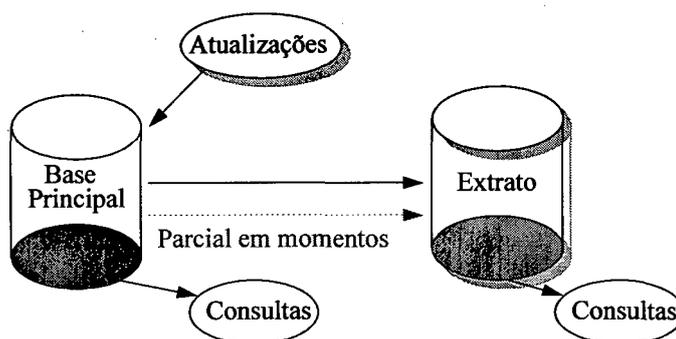 Atualizações
Base
Principal
Extrato
Parcial em momentos
Consultas
Consultas